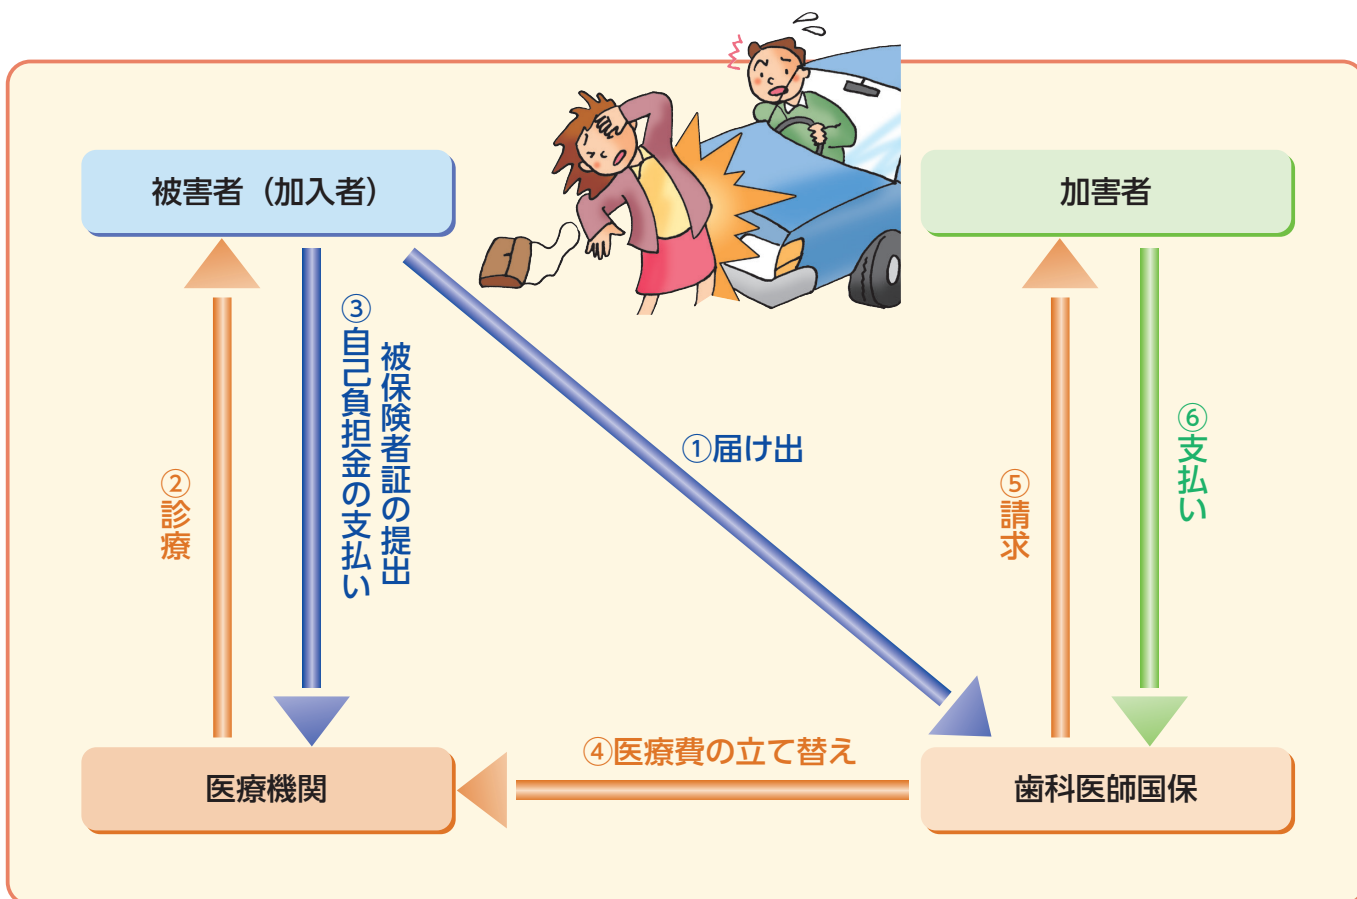 被害者（加入者）
加害者
①届け出
②診療
③自己負担金の支払い
被保険者証の提出
④医療費の立て替え
⑤請求
⑥支払い
医療機関
歯科医師国保